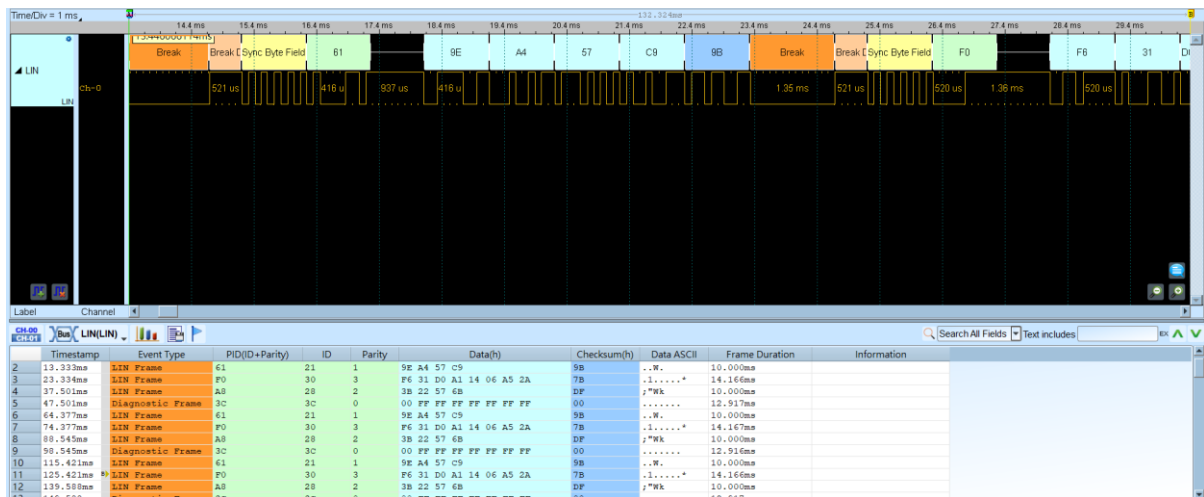 Time/Div = 1 ms
132.324ms
14.4 ms 15.4 ms 16.4 ms 17.4 ms 18.4 ms 19.4 ms 20.4 ms 21.4 ms 22.4 ms 23.4 ms 24.4 ms 25.4 ms 26.4 ms 27.4 ms 28.4 ms 29.4 ms
Break Break D Sync Byte Field 61 9E A4 57 C9 9B Break Break D Sync Byte Field F0 F6 31 D0
LIN
Ch-0 521 us 416 u 937 us 416 u 1.35 ms 521 us 520 us 1.36 ms 520 us
LIN
Label Channel
CH-00 CH-01 Bus LIN(LIN) Search All Fields Text includes EX
Timestamp Event Type PID(ID+Parity) ID Parity Data(h) Checksum(h) Data ASCII Frame Duration Information
2 13.333ms LIN Frame 61 21 1 9E A4 57 C9 9B ..W. 10.000ms
3 23.334ms LIN Frame F0 30 3 F6 31 D0 A1 14 06 A5 2A 7B .1.....* 14.166ms
4 37.501ms LIN Frame A8 28 2 3B 22 57 6B DF ;"Wk 10.000ms
5 47.501ms Diagnostic Frame 3C 3C 0 00 FF FF FF FF FF FF FF 00 ........ 12.917ms
6 64.377ms LIN Frame 61 21 1 9E A4 57 C9 9B ..W. 10.000ms
7 74.377ms LIN Frame F0 30 3 F6 31 D0 A1 14 06 A5 2A 7B .1.....* 14.167ms
8 88.545ms LIN Frame A8 28 2 3B 22 57 6B DF ;"Wk 10.000ms
9 98.545ms Diagnostic Frame 3C 3C 0 00 FF FF FF FF FF FF FF 00 ........ 12.916ms
10 115.421ms LIN Frame 61 21 1 9E A4 57 C9 9B ..W. 10.000ms
11 125.421ms LIN Frame F0 30 3 F6 31 D0 A1 14 06 A5 2A 7B .1.....* 14.166ms
12 139.588ms LIN Frame A8 28 2 3B 22 57 6B DF ;"Wk 10.000ms